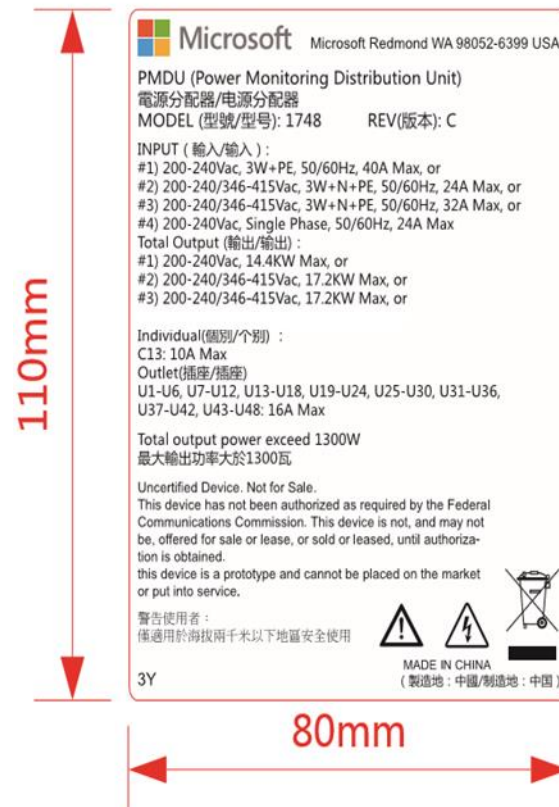 Microsoft Microsoft Redmond WA 98052-6399 USA
PMDU (Power Monitoring Distribution Unit)
電源分配器/电源分配器
MODEL (型號/型号): 1748 REV(版本): C
INPUT ( 輸入/输入 ) :
#1) 200-240Vac, 3W+PE, 50/60Hz, 40A Max, or
#2) 200-240/346-415Vac, 3W+N+PE, 50/60Hz, 24A Max, or
#3) 200-240/346-415Vac, 3W+N+PE, 50/60Hz, 32A Max, or
#4) 200-240Vac, Single Phase, 50/60Hz, 24A Max
Total Output (輸出/输出) :
#1) 200-240Vac, 14.4KW Max, or
#2) 200-240/346-415Vac, 17.2KW Max, or
#3) 200-240/346-415Vac, 17.2KW Max, or
Individual(個別/个别) :
C13: 10A Max
Outlet(插座/插座)
U1-U6, U7-U12, U13-U18, U19-U24, U25-U30, U31-U36,
U37-U42, U43-U48: 16A Max
Total output power exceed 1300W
最大輸出功率大於1300瓦
Uncertified Device. Not for Sale.
This device has not been authorized as required by the Federal
Communications Commission. This device is not, and may not
be, offered for sale or lease, or sold or leased, until authoriza-
tion is obtained.
this device is a prototype and cannot be placed on the market
or put into service.
警告使用者：
僅適用於海拔兩千米以下地區安全使用
MADE IN CHINA
( 製造地：中國/制造地：中国 )
3Y
110mm
80mm